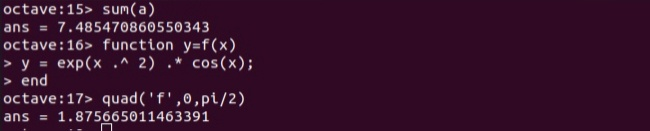 octave:15> sum(a)
ans = 7.485470860550343
octave:16> function y=f(x)
> y = exp(x .^ 2) .* cos(x);
> end
octave:17> quad('f',0,pi/2)
ans = 1.875665011463391